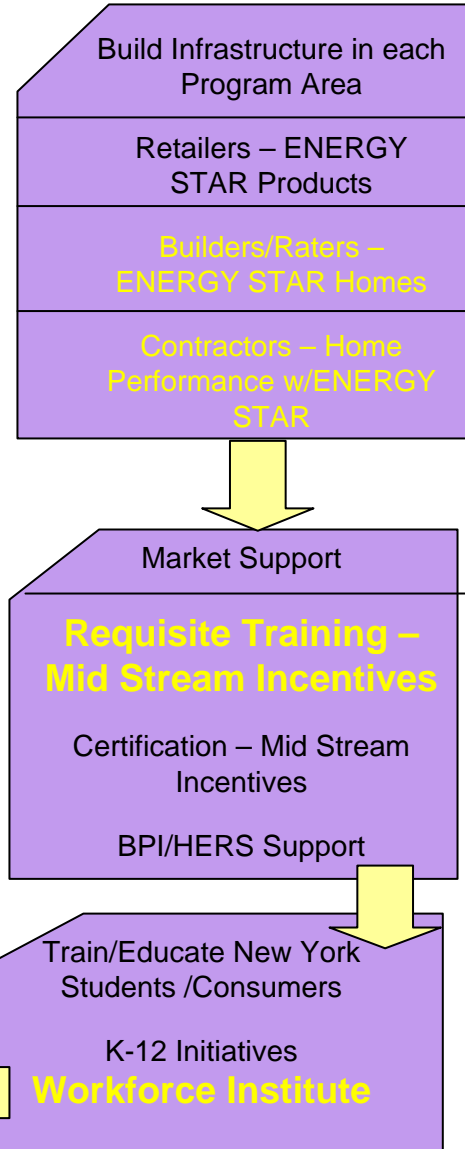 Build Infrastructure in each
Program Area
Retailers – ENERGY
STAR Products
Builders/Raters –
ENERGY STAR Homes
Contractors – Home
Performance w/ENERGY
STAR
Market Support
Requisite Training –
Mid Stream Incentives
Certification – Mid Stream
Incentives
BPI/HERS Support
Train/Educate New York
Students /Consumers
K-12 Initiatives
Workforce Institute